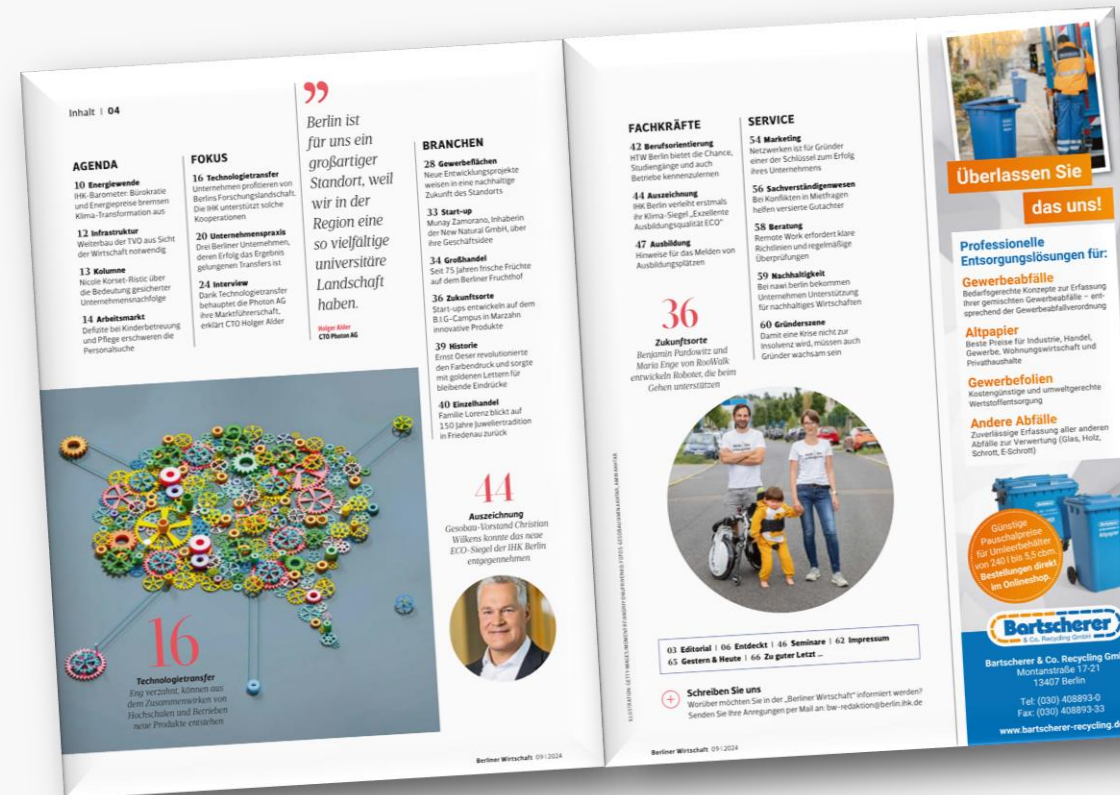 Inhalt | 04
AGENDA
10 Energiewende
IHK-Barometer: Bürokratie
und Energiepreise bremsen
Klima-Transformation aus
12 Infrastruktur
Weiterbau der TVO aus Sicht
der Wirtschaft notwendig
13 Kolumne
Nicole Korset-Ristic über
die Bedeutung gesicherter
Unternehmensnachfolge
14 Arbeitsmarkt
Defizite bei Kinderbetreuung
und Pflege erschweren die
Personalsuche
FOKUS
16 Technologietransfer
Unternehmen profitieren von
Berlins Forschungslandschaft.
Die IHK unterstützt solche
Kooperationen
20 Unternehmenspraxis
Drei Berliner Unternehmen,
deren Erfolg das Ergebnis
gelungenen Transfers ist
24 Interview
Dank Technologietransfer
behauptet die Photon AG
ihre Marktführerschaft,
erklärt CTO Holger Alder
”
Berlin ist
für uns ein
großartiger
Standort, weil
wir in der
Region eine
so vielfältige
universitäre
Landschaft
haben.
Holger Alder
CTO Photon AG
BRANCHEN
28 Gewerbeflächen
Neue Entwicklungsprojekte
weisen in eine nachhaltige
Zukunft des Standorts
33 Start-up
Munay Zamorano, Inhaberin
der New Natural GmbH, über
ihre Geschäftsidee
34 Großhandel
Seit 75 Jahren frische Früchte
auf dem Berliner Fruchthof
36 Zukunftsorte
Start-ups entwickeln auf dem
B.I.G.-Campus in Marzahn
innovative Produkte
39 Historie
Ernst Oeser revolutionierte
den Farbendruck und sorgte
mit goldenen Lettern für
bleibende Eindrücke
40 Einzelhandel
Familie Lorenz blickt auf
150 Jahre Juweliertradition
in Friedenau zurück
16
Technologietransfer
Eng verzahnt, können aus
dem Zusammenwirken von
Hochschulen und Betrieben
neue Produkte entstehen
44
Auszeichnung
Gesobau-Vorstand Christian
Wilkens konnte das neue
ECO-Siegel der IHK Berlin
entgegennehmen
Berliner Wirtschaft 09 | 2024
FACHKRÄFTE
42 Berufsorientierung
HTW Berlin bietet die Chance,
Studiengänge und auch
Betriebe kennenzulernen
44 Auszeichnung
IHK Berlin verleiht erstmals
ihr Klima-Siegel „Exzellente
Ausbildungsqualität ECO“
47 Ausbildung
Hinweise für das Melden von
Ausbildungsplätzen
36
Zukunftsorte
Benjamin Pardowitz und
Maria Enge von RooWalk
entwickeln Roboter, die beim
Gehen unterstützen
SERVICE
54 Marketing
Netzwerken ist für Gründer
einer der Schlüssel zum Erfolg
ihres Unternehmens
56 Sachverständigenwesen
Bei Konflikten in Mietfragen
helfen versierte Gutachter
58 Beratung
Remote Work erfordert klare
Richtlinien und regelmäßige
Überprüfungen
59 Nachhaltigkeit
Bei nawi.berlin bekommen
Unternehmen Unterstützung
für nachhaltiges Wirtschaften
60 Gründerszene
Damit eine Krise nicht zur
Insolvenz wird, müssen auch
Gründer wachsam sein
03 Editorial | 06 Entdeckt | 46 Seminare | 62 Impressum
65 Gestern & Heute | 66 Zu guter Letzt ...
Schreiben Sie uns
Worüber möchten Sie in der „Berliner Wirtschaft“ informiert werden?
Senden Sie Ihre Anregungen per Mail an: bw-redaktion@berlin.ihk.de
Berliner Wirtschaft 09 | 2024
Überlassen Sie
das uns!
Professionelle
Entsorgungslösungen für:
Gewerbeabfälle
Bedarfsgerechte Konzepte zur Erfassung
Ihrer gemischten Gewerbeabfälle – ent-
sprechend der Gewerbeabfallverordnung
Altpapier
Beste Preise für Industrie, Handel,
Gewerbe, Wohnungswirtschaft und
Privathaushalte
Gewerbefolien
Kostengünstige und umweltgerechte
Wertstoffentsorgung
Andere Abfälle
Zuverlässige Erfassung aller anderen
Abfälle zur Verwertung (Glas, Holz,
Schrott, E-Schrott)
Günstige
Pauschalpreise
für Umleerbehälter
von 240 l bis 5,5 cbm.
Bestellungen direkt
im Onlineshop.
Bartscherer
& Co. Recycling GmbH
Bartscherer & Co. Recycling Gm
Montanstraße 17-21
13407 Berlin
Tel: (030) 408893-0
Fax: (030) 408893-33
www.bartscherer-recycling.d